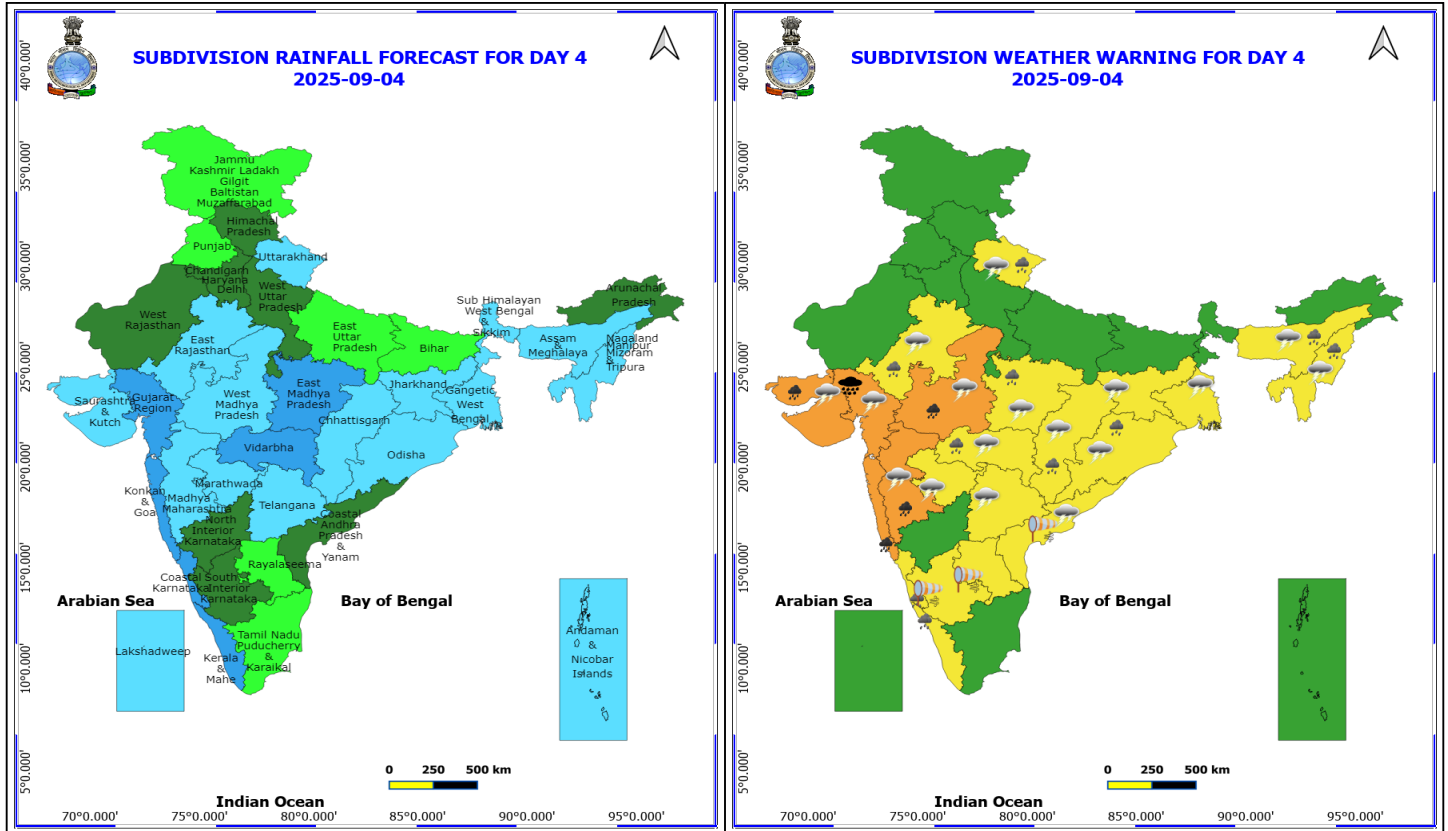 SUBDIVISION RAINFALL FORECAST FOR DAY 4
2025-09-04
40°0.000'
35°0.000'
30°0.000'
25°0.000'
20°0.000'
15°0.000'
10°0.000'
5°0.000'
Jammu
Kashmir Ladakh
Gilgit
Baltistan
Muzaffarabad
Himachal
Pradesh
Punjab
Uttarakhand
Chandigarh
Haryana
Delhi
West
Uttar
Pradesh
West
Rajasthan
East
Rajasthan
East
Uttar
Pradesh
Bihar
Sub Himalayan
West Bengal
&
Sikkim
Arunachal
Pradesh
Assam
&
Meghalaya
Nagaland
Manipur
Mizoram
&
Tripura
Saurashtra
&
Kutch
Gujarat
Region
West
Madhya
Pradesh
East
Madhya
Pradesh
Jharkhand
Gangetic
West
Bengal
Chhattisgarh
Vidarbha
Odisha
Konkan
&
Goa
Madhya
Maharashtra
Marathwada
Telangana
North
Interior
Karnataka
Coastal
Andhra
Pradesh
&
Yanam
Rayalaseema
Coastal
Karnataka
South
Interior
Karnataka
Tamil Nadu
Puducherry
&
Karaikal
Kerala
&
Mahe
Lakshadweep
Andaman
&
Nicobar
Islands
Arabian Sea
Bay of Bengal
Indian Ocean
0 250 500 km
70°0.000' 75°0.000' 80°0.000' 85°0.000' 90°0.000' 95°0.000'
SUBDIVISION WEATHER WARNING FOR DAY 4
2025-09-04
40°0.000'
35°0.000'
30°0.000'
25°0.000'
20°0.000'
15°0.000'
10°0.000'
5°0.000'
Arabian Sea
Bay of Bengal
Indian Ocean
0 250 500 km
70°0.000' 75°0.000' 80°0.000' 85°0.000' 90°0.000' 95°0.000'